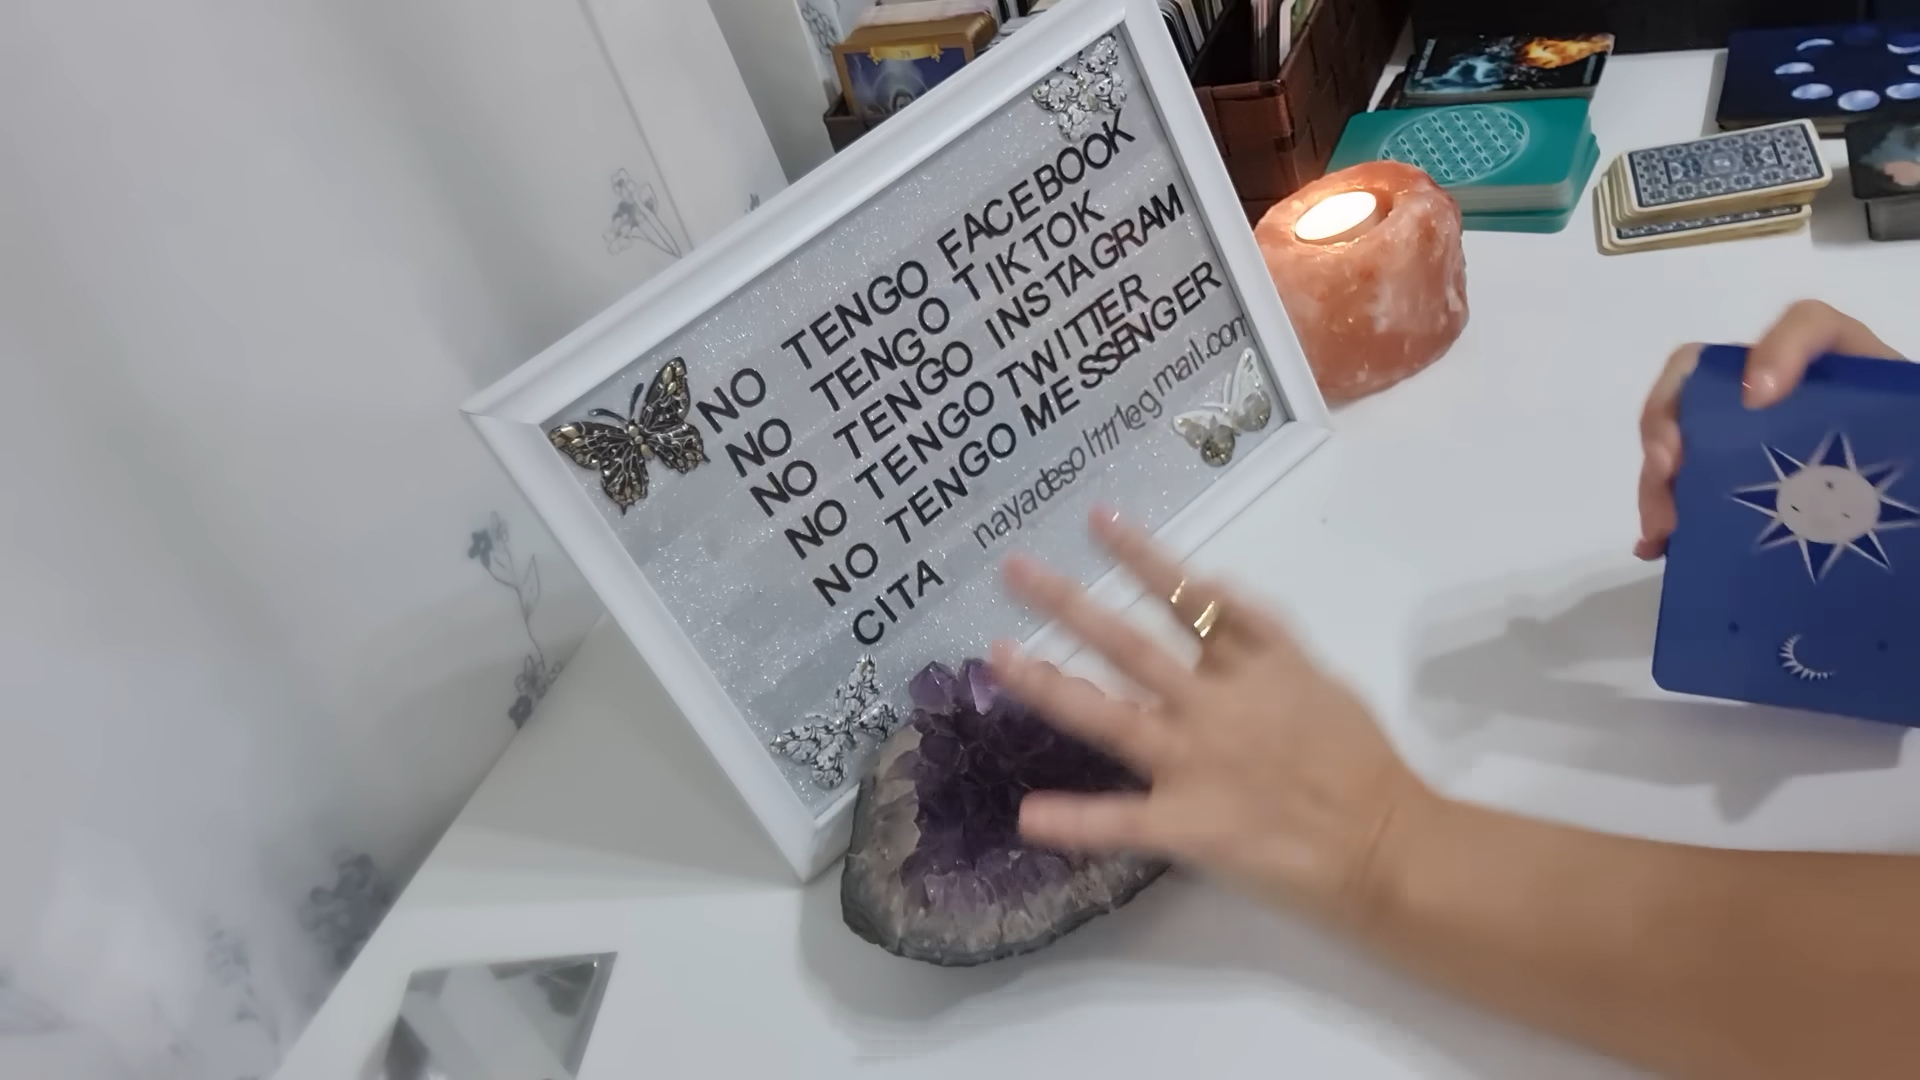 NO TENGO FACEBOOK
NO TENGO TIKTOK
NO TENGO INSTAGRAM
NO TENGO TWITTER
NO TENGO MESSENGER
CITA